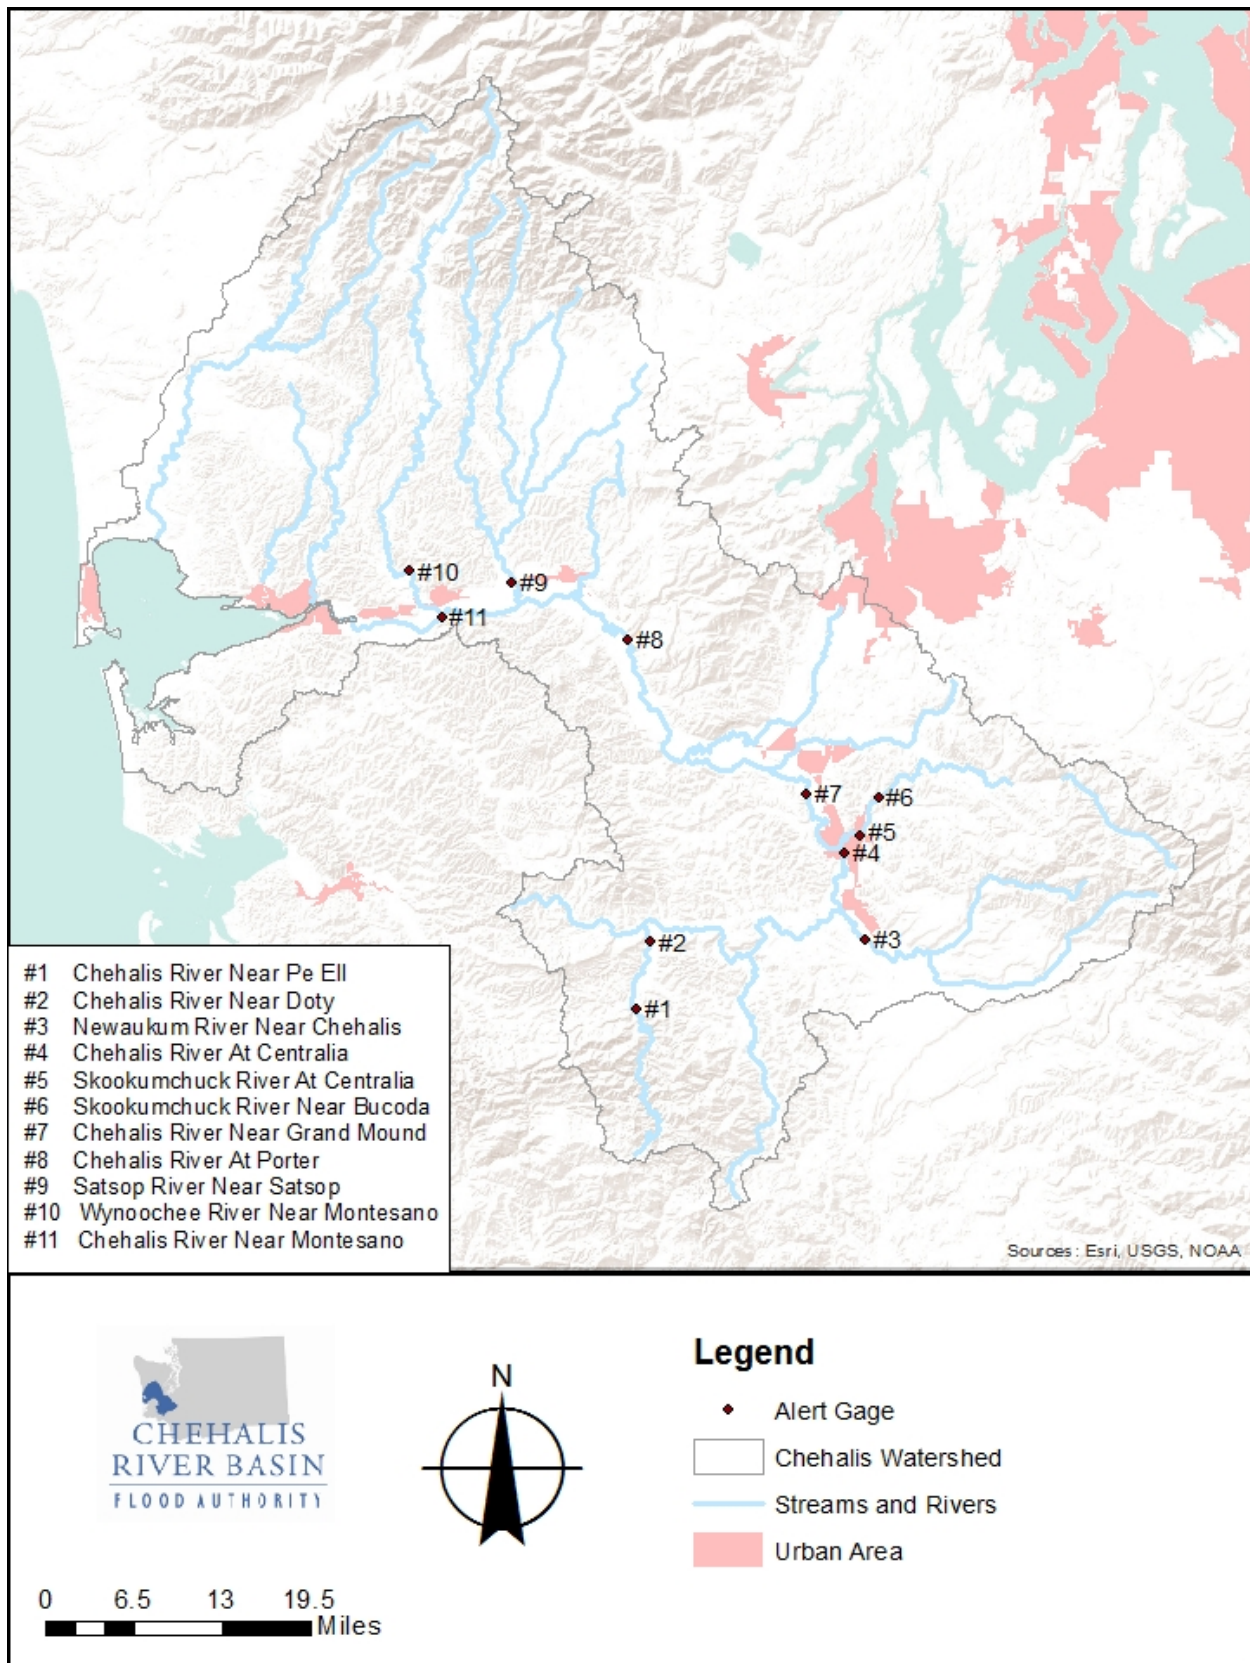 #10
#9
#11
#8
#7
#6
#5
#4
#3
#2
#1
#1 Chehalis River Near Pe Ell
#2 Chehalis River Near Doty
#3 Newaukum River Near Chehalis
#4 Chehalis River At Centralia
#5 Skookumchuck River At Centralia
#6 Skookumchuck River Near Bucoda
#7 Chehalis River Near Grand Mound
#8 Chehalis River At Porter
#9 Satsop River Near Satsop
#10 Wynoochee River Near Montesano
#11 Chehalis River Near Montesano
Sources: Esri, USGS, NOAA
CHEHALIS
RIVER BASIN
FLOOD AUTHORITY
N
Legend
Alert Gage
Chehalis Watershed
Streams and Rivers
Urban Area
0 6.5 13 19.5
Miles